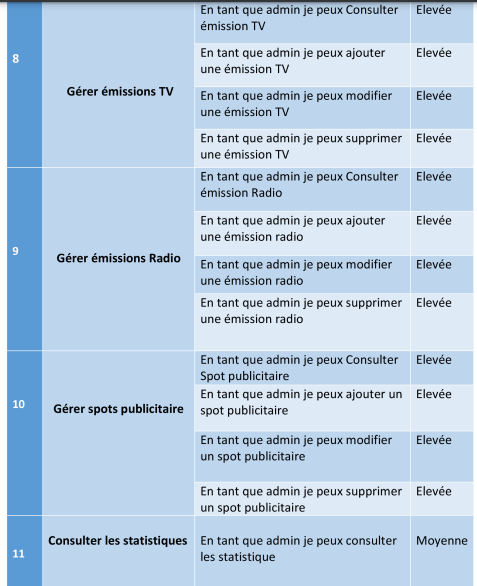 En tant que admin je peux Consulter Elevée
émission TV
8
En tant que admin je peux ajouter Elevée
une émission TV
Gérer émissions TV
En tant que admin je peux modifier Elevée
une émission TV
En tant que admin je peux supprimer Elevée
une émission TV
En tant que admin je peux Consulter Elevée
émission Radio
En tant que admin je peux ajouter Elevée
une émission radio
9
Gérer émissions Radio
En tant que admin je peux modifier Elevée
une émission radio
En tant que admin je peux supprimer Elevée
une émission radio
En tant que admin je peux Consulter Elevée
Spot publicitaire
10
Gérer spots publicitaire
En tant que admin je peux ajouter un Elevée
spot publicitaire
En tant que admin je peux modifier Elevée
un spot publicitaire
En tant que admin je peux supprimer Elevée
un spot publicitaire
11
Consulter les statistiques
En tant que admin je peux consulter Moyenne
les statistique